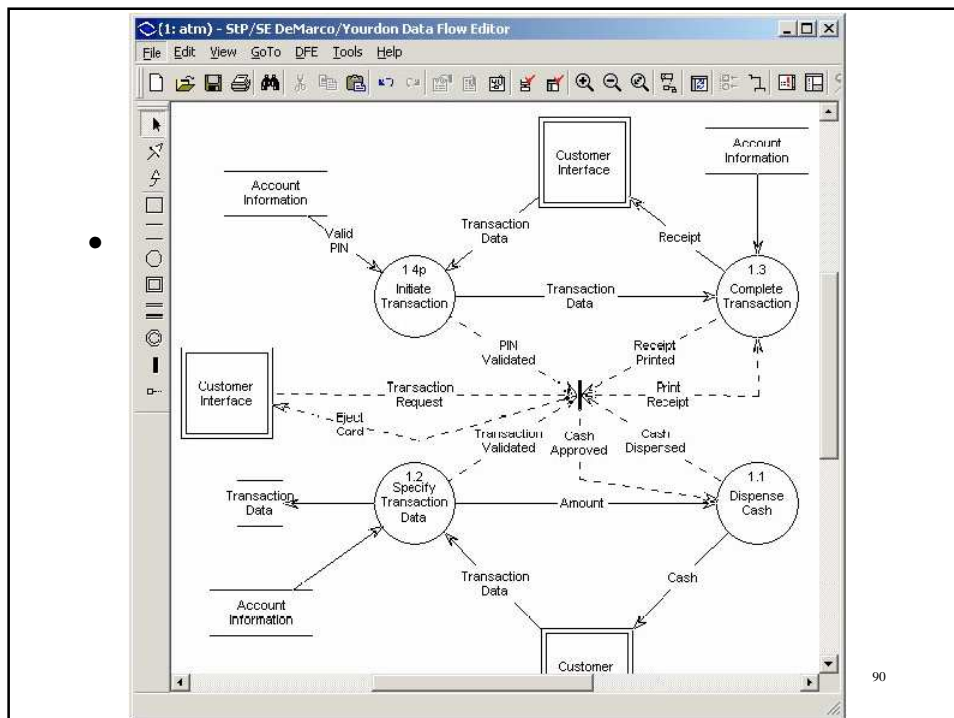 (1: atm) - StP/SE DeMarco/Yourdon Data Flow Editor
File Edit View GoTo DFE Tools Help
Customer
Interface
Account
Information
Account
Information
Transaction
Data
Receipt
Valid
PIN
1 4p
Initiate
Transaction
Transaction
Data
1.3
Complete
Transaction
PIN
Validated
Receipt
Printed
Customer
Interface
Transaction
Request
Print
Receipt
Eject
Card
Transaction
Validated
Cash
Approved
Cash
Dispensed
1.2
Specify
Transaction
Data
Transaction
Data
Amount
1.1
Dispense
Cash
Transaction
Data
Cash
Account
Information
Customer
90